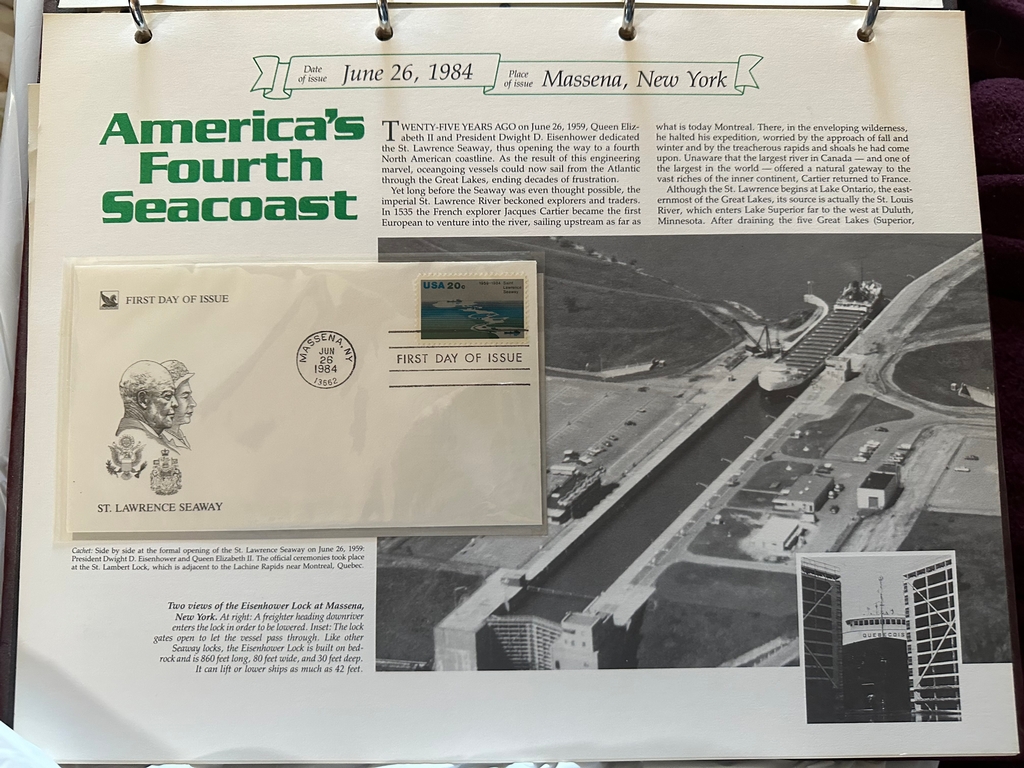 Date
of issue
June 26, 1984
Place
of issue
Massena, New York
America's
Fourth
Seacoast
TWENTY-FIVE YEARS AGO on June 26, 1959, Queen Eliz-
abeth II and President Dwight D. Eisenhower dedicated
the St. Lawrence Seaway, thus opening the way to a fourth
North American coastline. As the result of this engineering
marvel, oceangoing vessels could now sail from the Atlantic
through the Great Lakes, ending decades of frustration.
Yet long before the Seaway was even thought possible, the
imperial St. Lawrence River beckoned explorers and traders.
In 1535 the French explorer Jacques Cartier became the first
European to venture into the river, sailing upstream as far as
what is today Montreal. There, in the enveloping wilderness,
he halted his expedition, worried by the approach of fall and
winter and by the treacherous rapids and shoals he had come
upon. Unaware that the largest river in Canada — and one of
the largest in the world — offered a natural gateway to the
vast riches of the inner continent, Cartier returned to France.
Although the St. Lawrence begins at Lake Ontario, the east-
ernmost of the Great Lakes, its source is actually the St. Louis
River, which enters Lake Superior far to the west at Duluth,
Minnesota. After draining the five Great Lakes (Superior,
FIRST DAY OF ISSUE
USA 20c
Saint
Lawrence
Seaway
MASSENA, NY
JUN
26
1984
13662
FIRST DAY OF ISSUE
ST. LAWRENCE SEAWAY
Cachet: Side by side at the formal opening of the St. Lawrence Seaway on June 26, 1959:
President Dwight D. Eisenhower and Queen Elizabeth II. The official ceremonies took place
at the St. Lambert Lock, which is adjacent to the Lachine Rapids near Montreal, Quebec.
Two views of the Eisenhower Lock at Massena,
New York. At right: A freighter heading downriver
enters the lock in order to be lowered. Inset: The lock
gates open to let the vessel pass through. Like other
Seaway locks, the Eisenhower Lock is built on bed-
rock and is 860 feet long, 80 feet wide, and 30 feet deep.
It can lift or lower ships as much as 42 feet.
QUEBECOIS